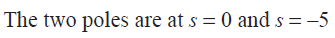 The two poles are at s = 0 and s = −5